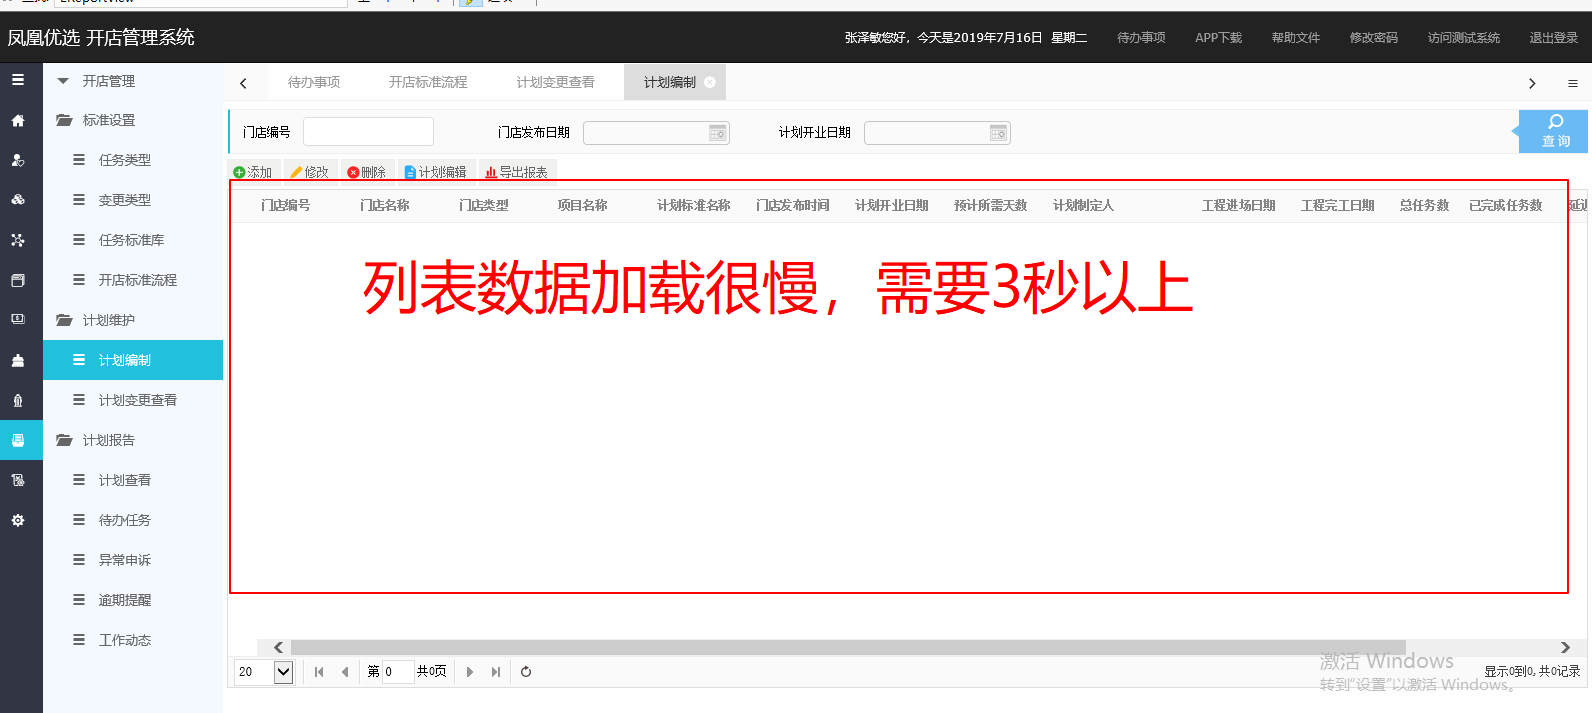 凤凰优选 开店管理系统
张泽敏您好，今天是2019年7月16日 星期二 待办事项 APP下载 帮助文件 修改密码 访问测试系统 退出登录
开店管理
标准设置
任务类型
变更类型
任务标准库
开店标准流程
计划维护
计划编制
计划变更查看
计划报告
计划查看
待办任务
异常申诉
逾期提醒
工作动态
待办事项 开店标准流程 计划变更查看 计划编制
门店编号 门店发布日期 计划开业日期 查 询
添加 修改 删除 计划编辑 导出报表
门店编号 门店名称 门店类型 项目名称 计划标准名称 门店发布时间 计划开业日期 预计所需天数 计划制定人 工程进场日期 工程完工日期 总任务数 已完成任务数
列表数据加载很慢，需要3秒以上
20 第 0 共0页 显示0到0,共0记录
激活 Windows
转到“设置”以激活 Windows。